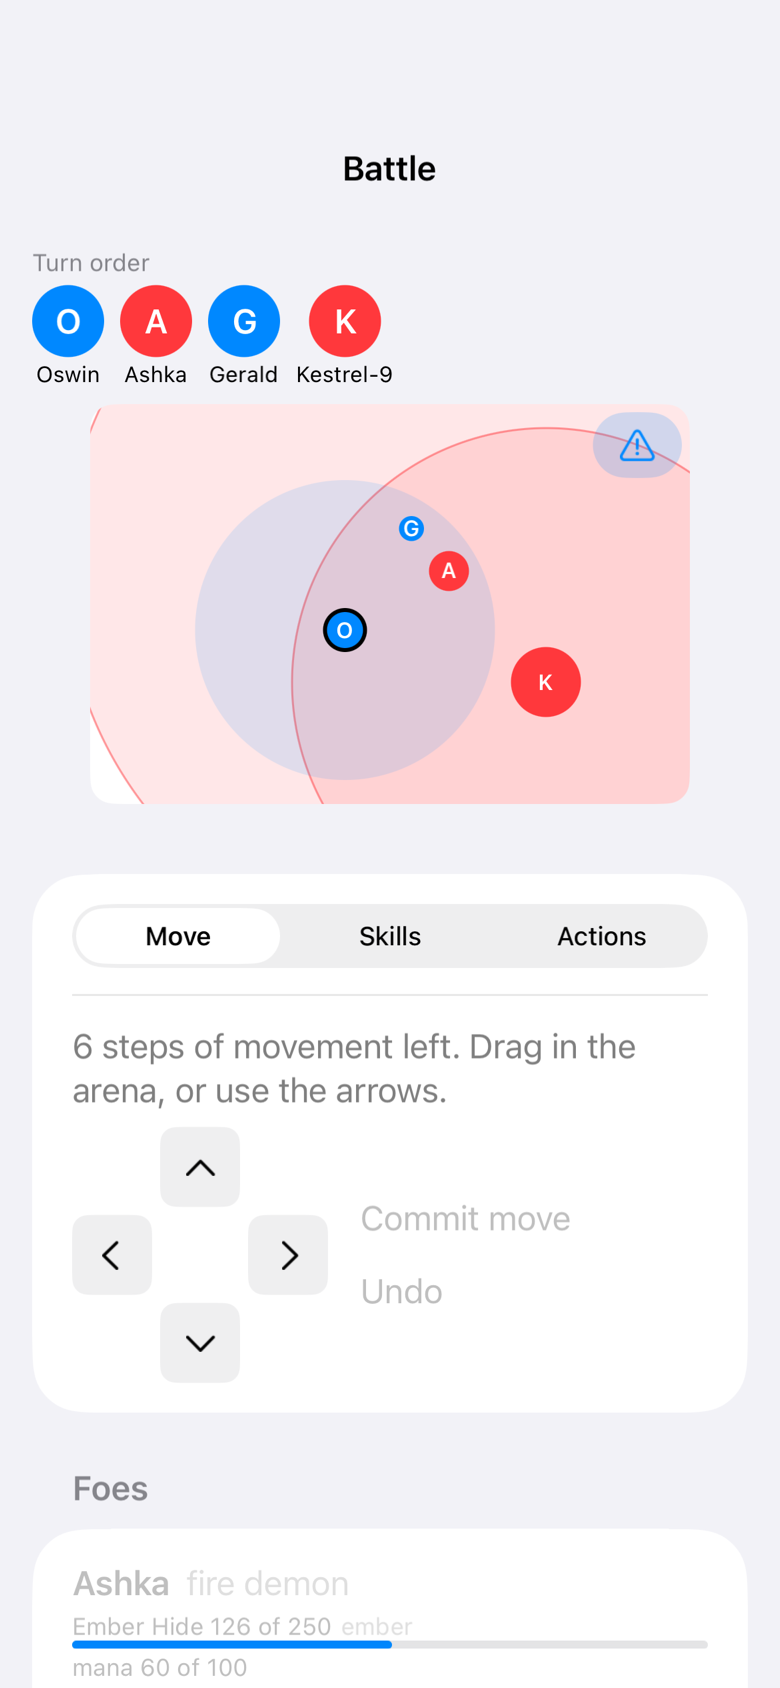 Battle
Turn order
O A G K
Oswin Ashka Gerald Kestrel-9
G
A
O
K
Move Skills Actions
6 steps of movement left. Drag in the
arena, or use the arrows.
Commit move
Undo
Foes
Ashka fire demon
Ember Hide 126 of 250 ember
mana 60 of 100